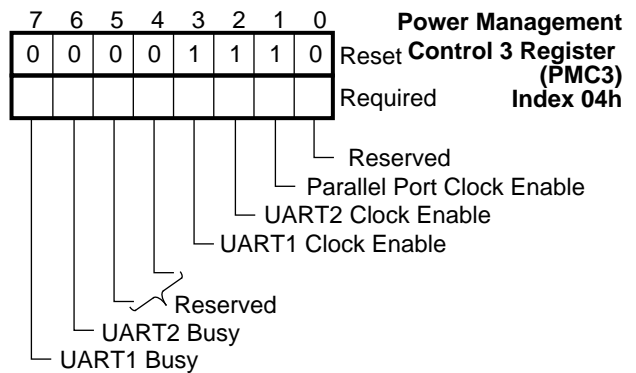 7 6 5 4 3 2 1 0
Power Management
0 0 0 0 1 1 1 0 Reset Control 3 Register
(PMC3)
Required Index 04h
Reserved
Parallel Port Clock Enable
UART2 Clock Enable
UART1 Clock Enable
Reserved
UART2 Busy
UART1 Busy